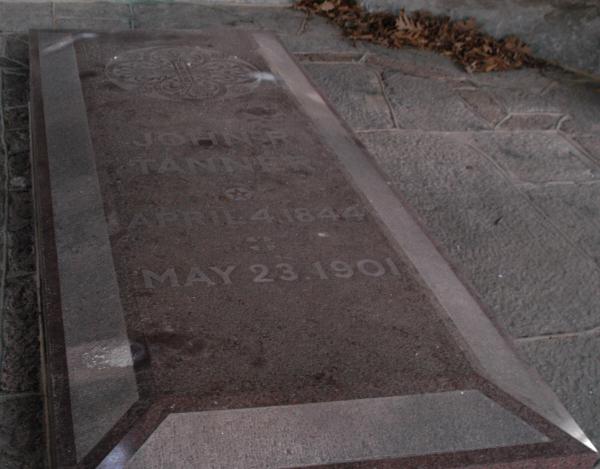 JOHN R
TANNER
APRIL 4. 1844
MAY 23. 1901